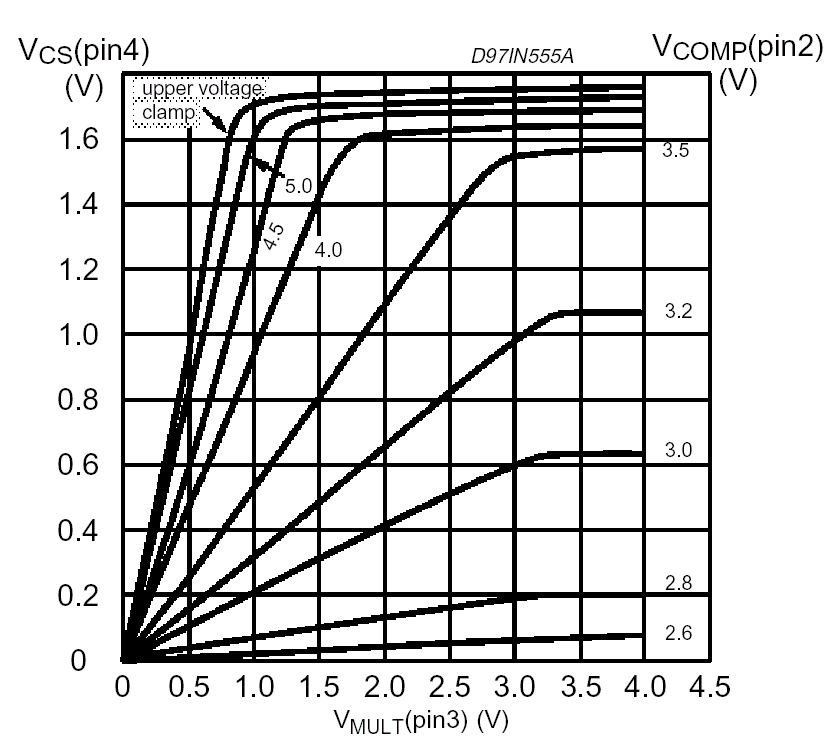 VCS(pin4)
(V)
D97IN555A
VCOMP(pin2)
(V)
upper voltage
clamp
1.6
1.4
1.2
1.0
0.8
0.6
0.4
0.2
0
5.0
4.5
4.0
3.5
3.2
3.0
2.8
2.6
0 0.5 1.0 1.5 2.0 2.5 3.0 3.5 4.0 4.5
VMULT(pin3) (V)